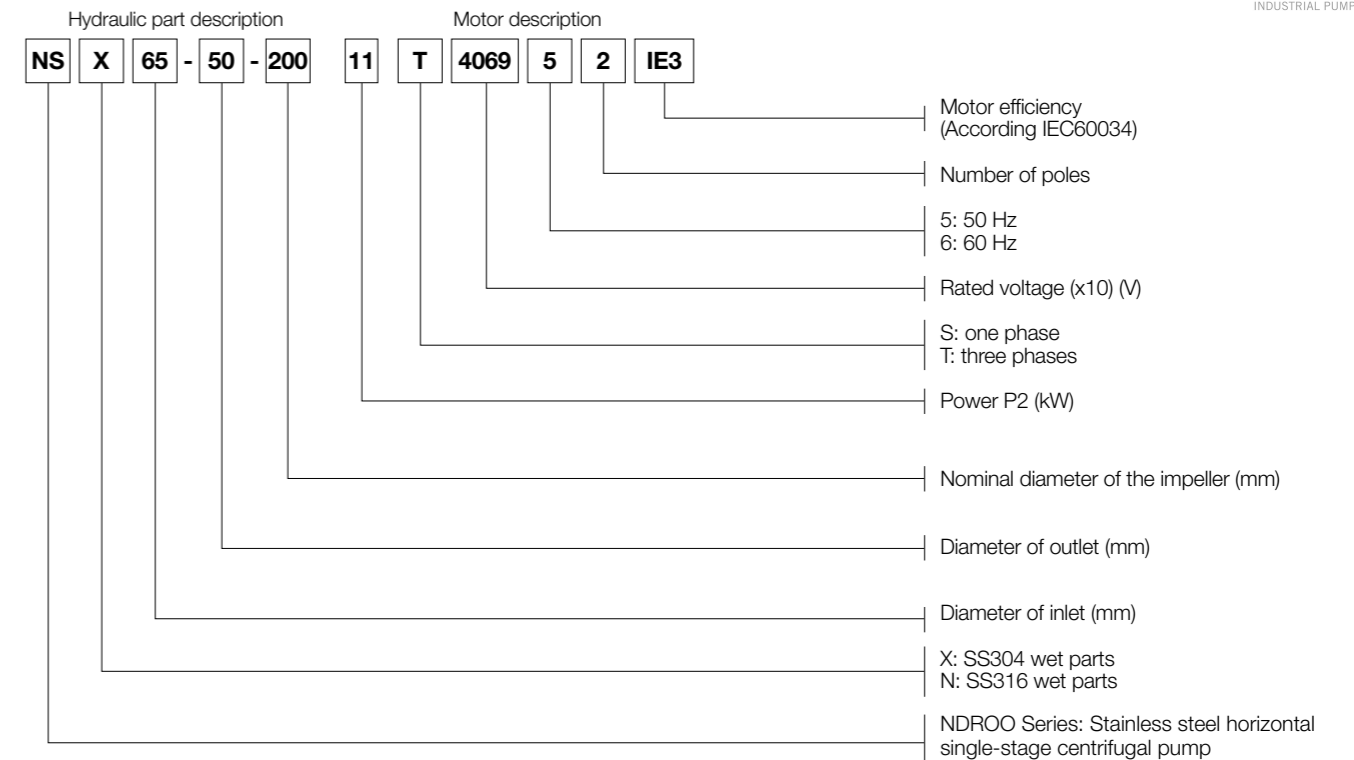 INDUSTRIAL PUMP
Hydraulic part description Motor description
NS X 65 - 50 - 200 11 T 4069 5 2 IE3
Motor efficiency
(According IEC60034)
Number of poles
5: 50 Hz
6: 60 Hz
Rated voltage (x10) (V)
S: one phase
T: three phases
Power P2 (kW)
Nominal diameter of the impeller (mm)
Diameter of outlet (mm)
Diameter of inlet (mm)
X: SS304 wet parts
N: SS316 wet parts
NDROO Series: Stainless steel horizontal
single-stage centrifugal pump